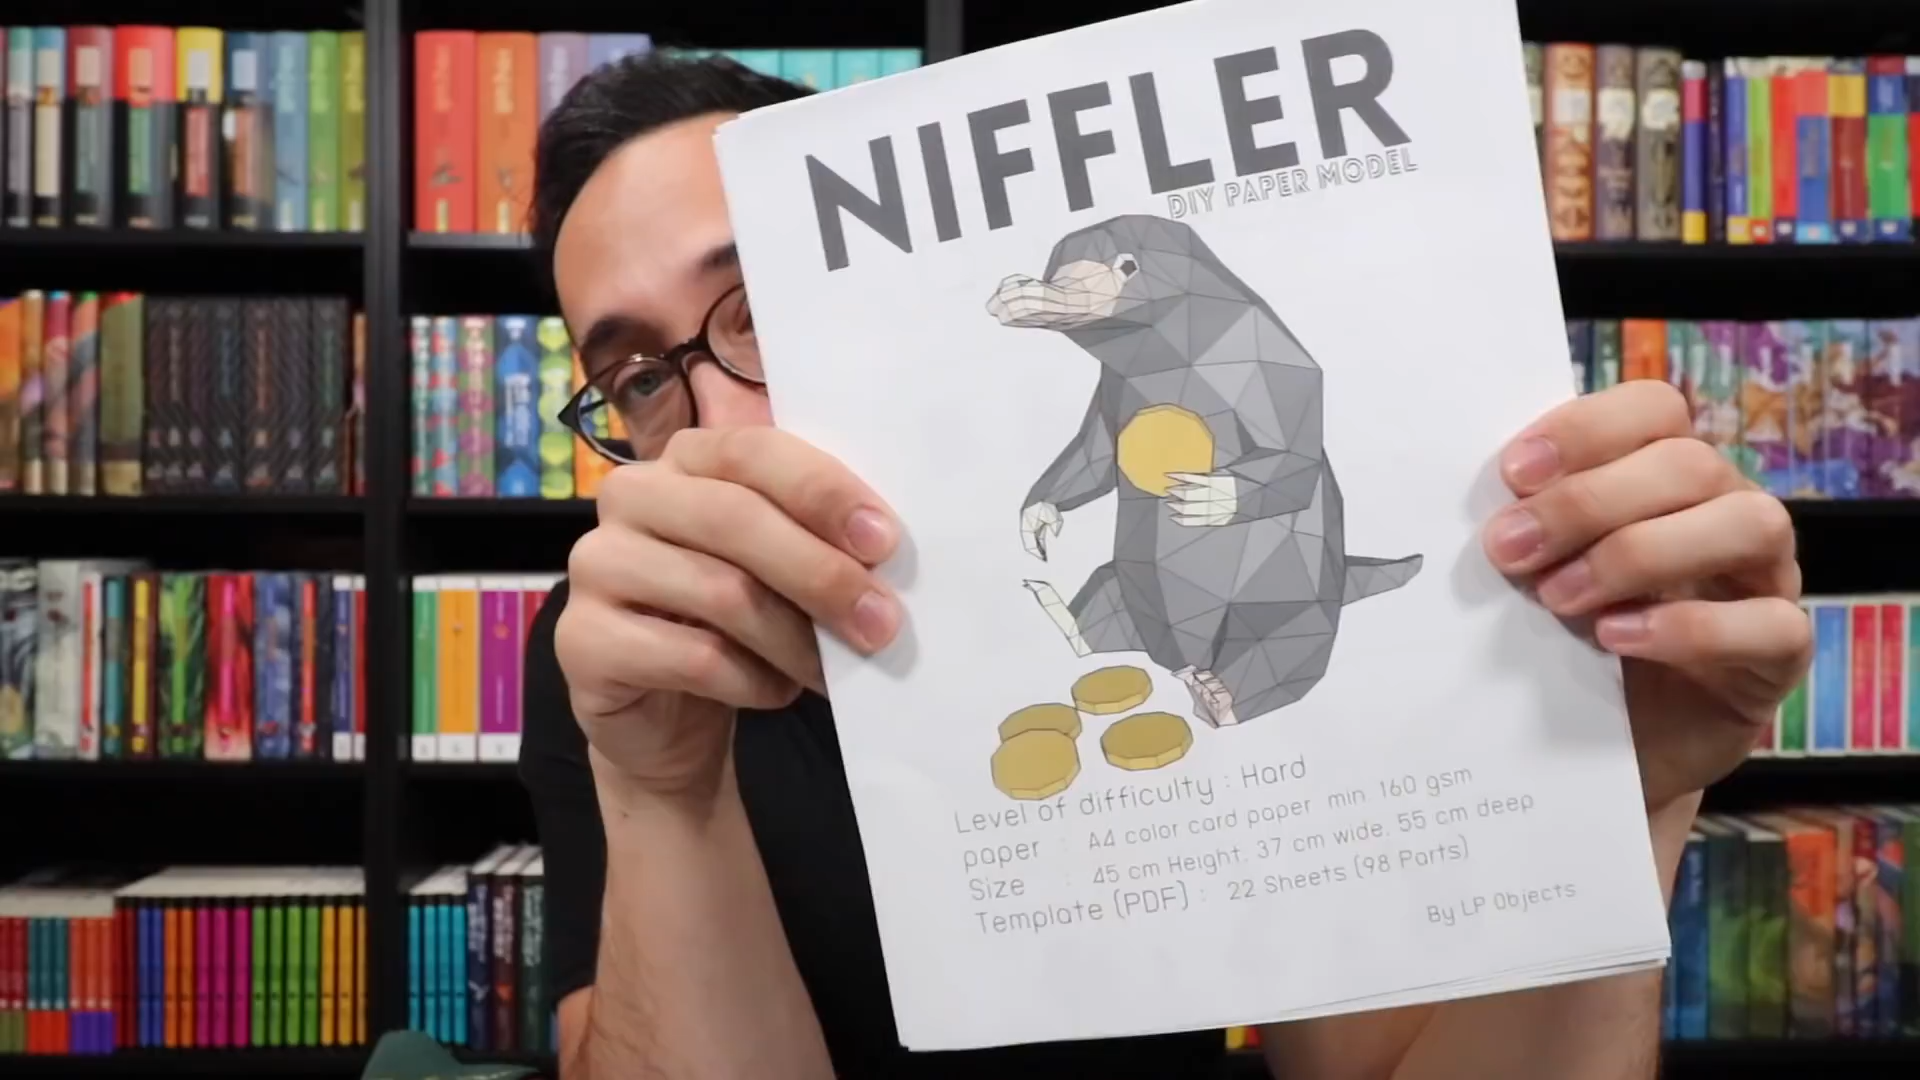 NIFFLER
DIY PAPER MODEL
Level of difficulty : Hard
paper : A4 color card paper min. 160 gsm
Size : 45 cm Height, 37 cm wide, 55 cm deep
Template (PDF) : 22 Sheets (98 Parts)
By LP Objects